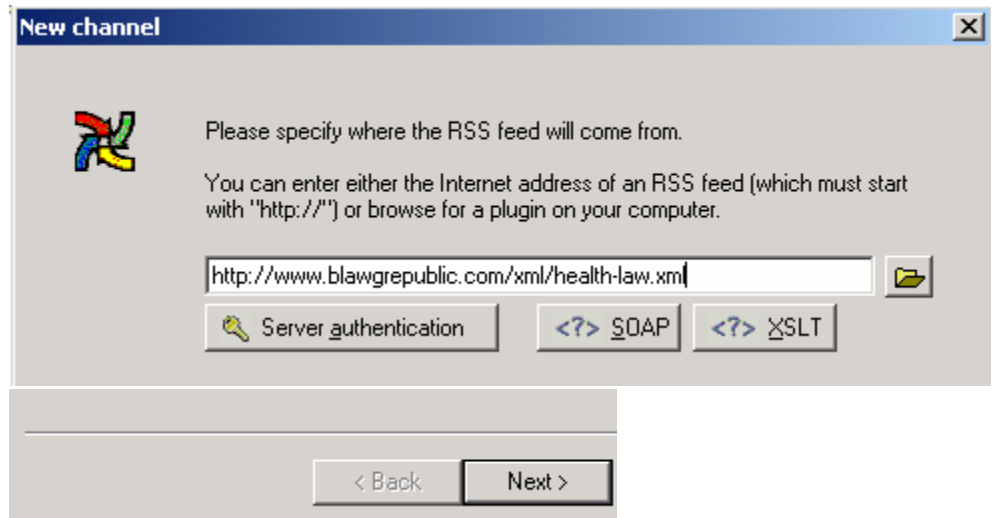 New channel
Please specify where the RSS feed will come from.
You can enter either the Internet address of an RSS feed (which must start
with "http://") or browse for a plugin on your computer.
http://www.blawgrepublic.com/xml/health-law.xml
Server authentication
<?> SOAP
<?> XSLT
< Back
Next >